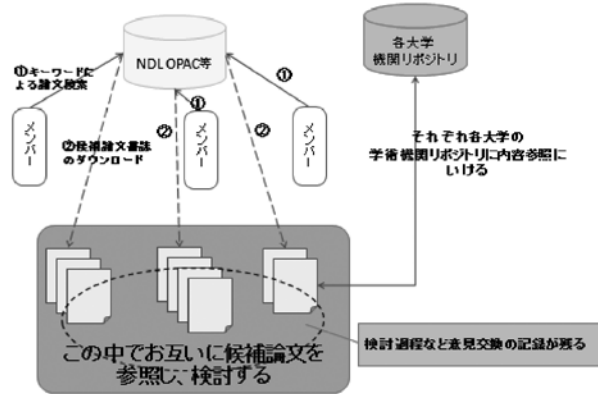 NDL OPAC等
各大学
機関リポジトリ
①キーワードに
よる論文検索
①
①
メンバー
②候補論文書誌
のダウンロード
②
メンバー
②
メンバー
それぞれ各大学の
学術機関リポジトリに内容参照に
いける
この中でお互いに候補論文を
参照し、検討する
検討過程など意見交換の記録が残る